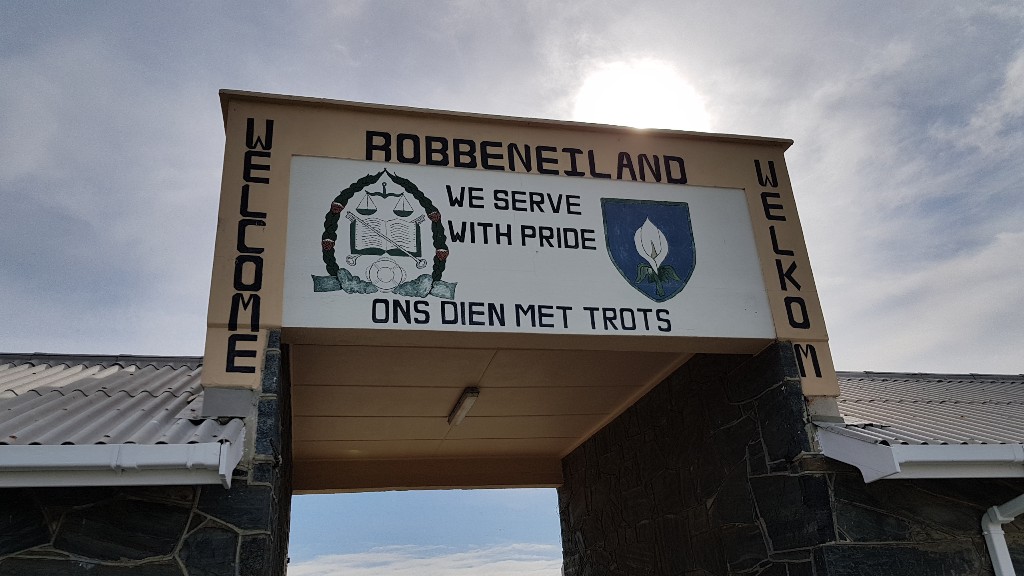 ROBBENEILAND
WELCOME
WE SERVE
WITH PRIDE
ONS DIEN MET TROTS
WELKOM